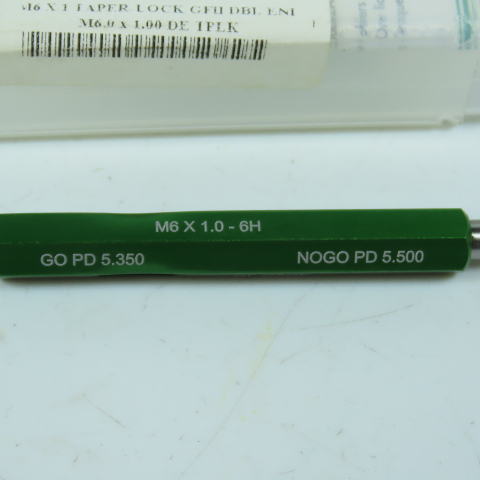 M6 X 1 TAPER LOCK GFH DBL END
M6.0 x 1.00 DE TPLK
M6 X 1.0 - 6H
GO PD 5.350
NOGO PD 5.500